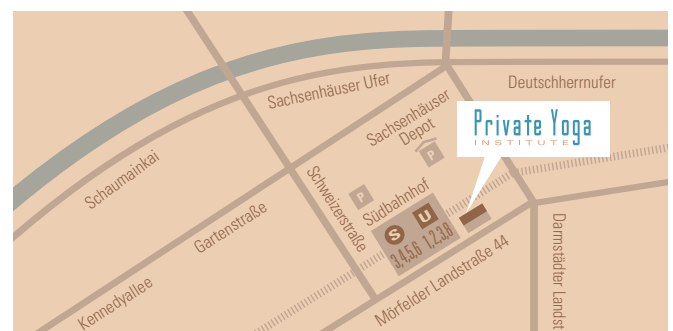 Sachsenhäuser Ufer
Deutschherrnufer
Sachsenhäuser
Depot
P
Private Yoga
INSTITUTE
Schaumainkai
Schweizerstraße
P
Südbahnhof
S U
3,4,5,6 1,2,3,8
Gartenstraße
Kennedyallee
Mörfelder Landstraße 44
Darmstädter Landst